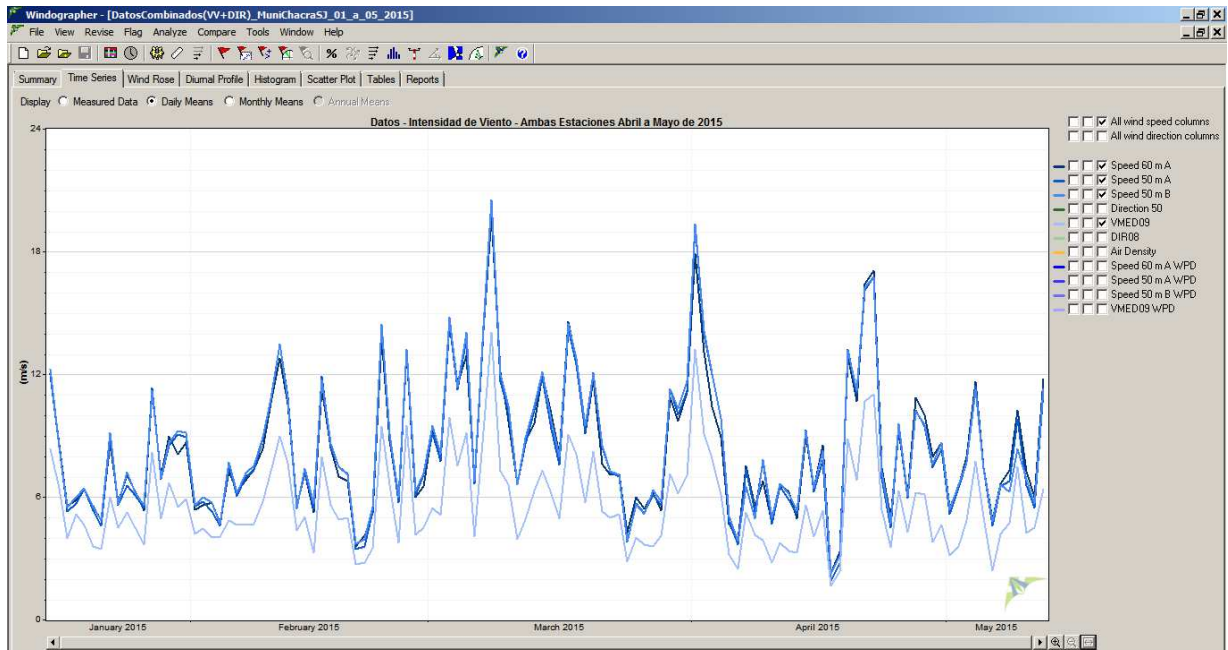 Windographer - [DatosCombinados(VV+DIR)_MuniChacraSJ_01_a_05_2015]
File View Revise Flag Analyze Compare Tools Window Help
%
Summary Time Series Wind Rose Diurnal Profile Histogram Scatter Plot Tables Reports
Display Measured Data Daily Means Monthly Means Annual Means
Datos - Intensidad de Viento - Ambas Estaciones Abril a Mayo de 2015
24
18
12
6
0
(m/s)
January 2015 February 2015 March 2015 April 2015 May 2015
All wind speed columns
All wind direction columns
Speed 60 m A
Speed 50 m A
Speed 50 m B
Direction 50
VMED09
DIR08
Air Density
Speed 60 m A WPD
Speed 50 m A WPD
Speed 50 m B WPD
VMED09 WPD